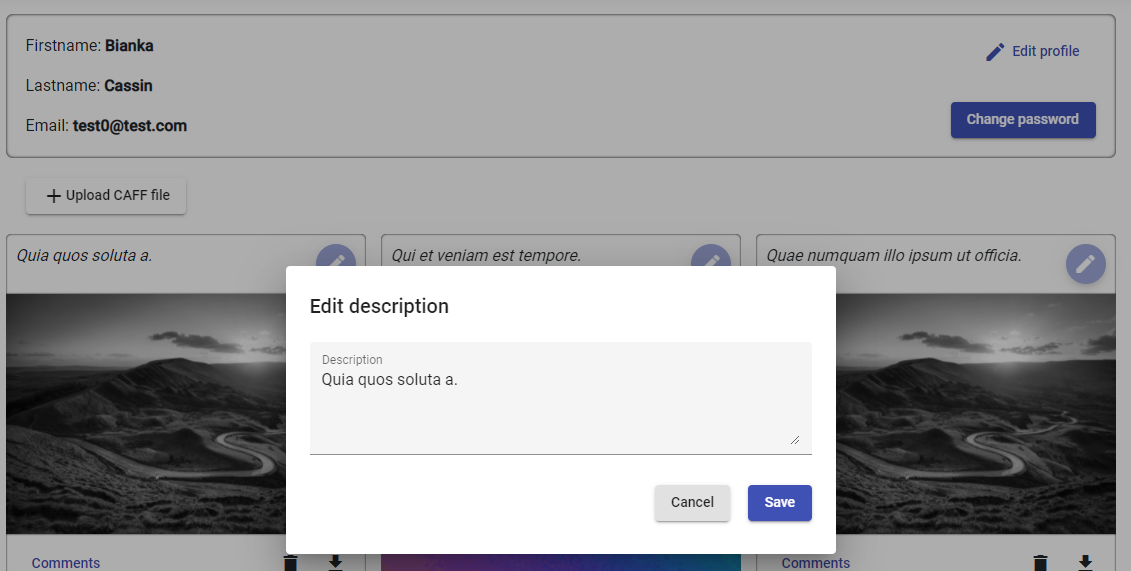 Firstname: Bianka
Edit profile
Lastname: Cassin
Change password
Email: test0@test.com
Upload CAFF file
Quia quos soluta a.
Qui et veniam est tempore.
Quae numquam illo ipsum ut officia.
Edit description
Description
Quia quos soluta a.
Cancel
Save
Comments
Comments